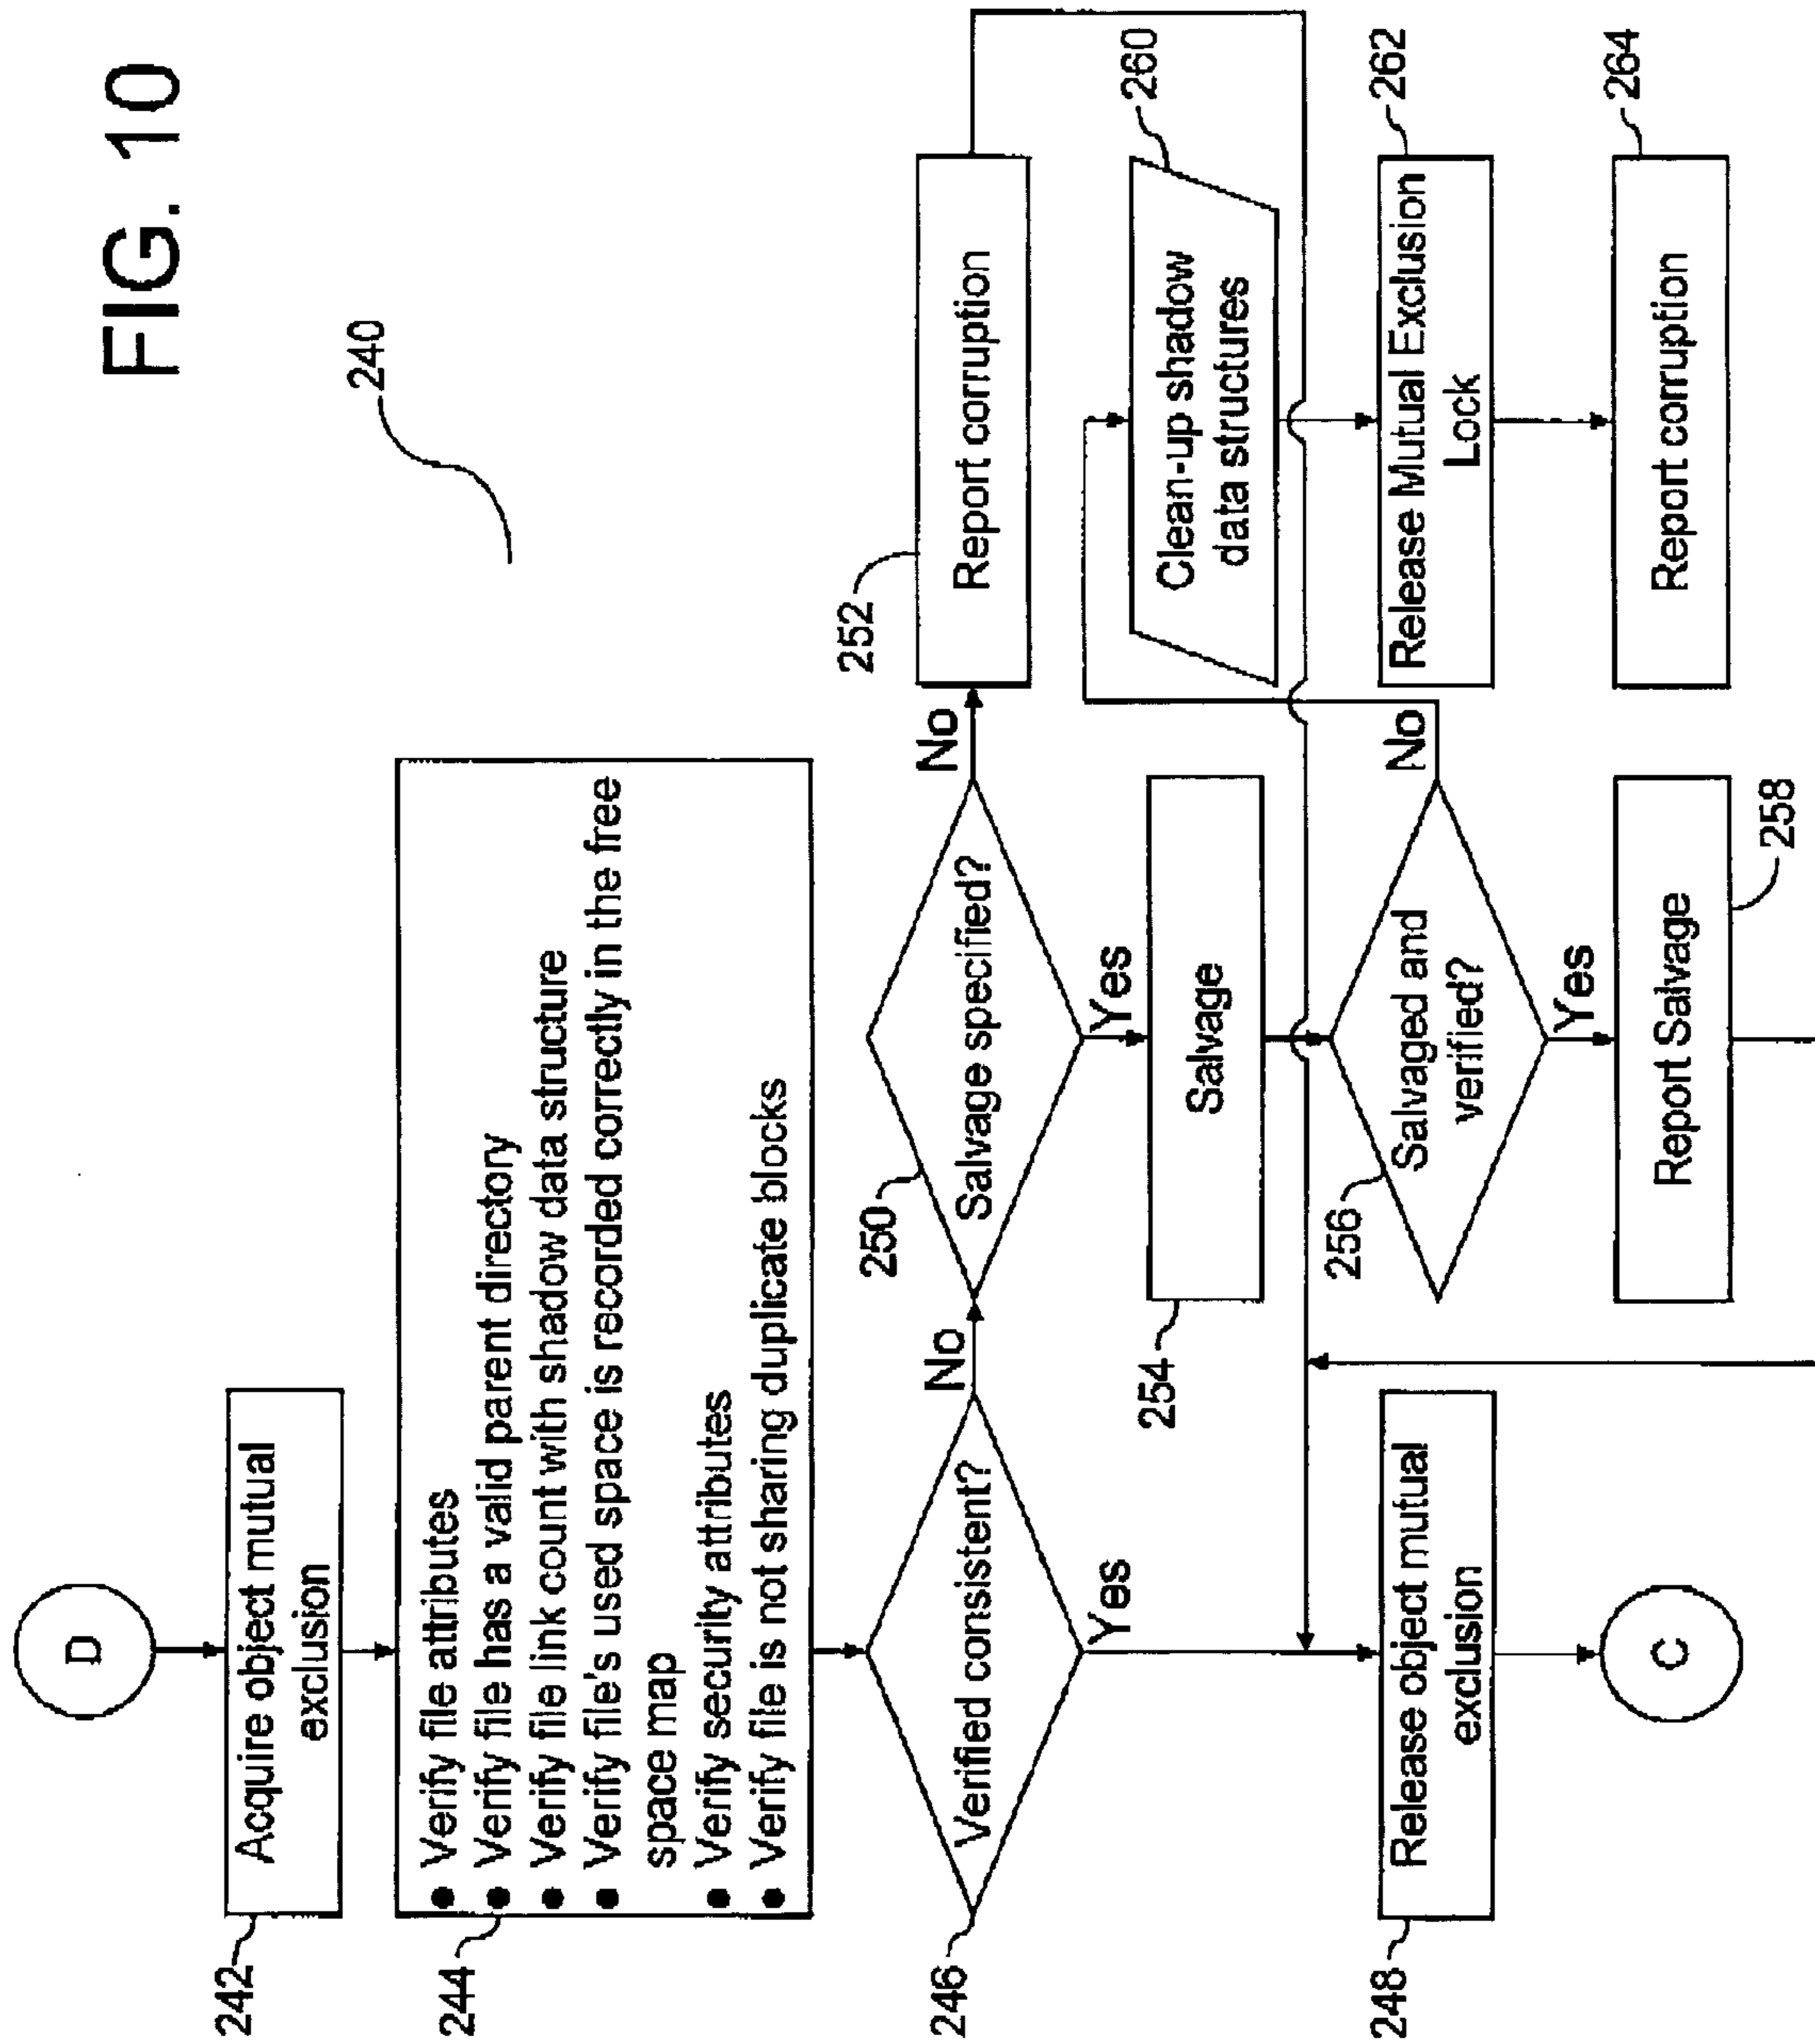 FIG. 10
240
D
242
Acquire object mutual
exclusion
244
● Verify file attributes
● Verify file has a valid parent directory
● Verify file link count with shadow data structure
● Verify file's used space is recorded correctly in the free
space map
● Verify security attributes
● Verify file is not sharing duplicate blocks
246
Verified consistent?
No
Yes
250
Salvage specified?
No
Yes
252
Report corruption
254
Salvage
260
Clean-up shadow
data structures
248
Release object mutual
exclusion
256
Salvaged and
verified?
No
Yes
262
Release Mutual Exclusion
Lock
C
Report Salvage
258
264
Report corruption